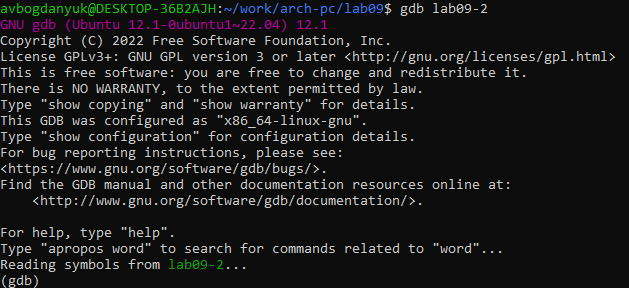 avbogdanyuk@DESKTOP-36B2AJH:~/work/arch-pc/lab09$ gdb lab09-2
GNU gdb (Ubuntu 12.1-0ubuntu1~22.04) 12.1
Copyright (C) 2022 Free Software Foundation, Inc.
License GPLv3+: GNU GPL version 3 or later <http://gnu.org/licenses/gpl.html>
This is free software: you are free to change and redistribute it.
There is NO WARRANTY, to the extent permitted by law.
Type "show copying" and "show warranty" for details.
This GDB was configured as "x86_64-linux-gnu".
Type "show configuration" for configuration details.
For bug reporting instructions, please see:
<https://www.gnu.org/software/gdb/bugs/>.
Find the GDB manual and other documentation resources online at:
    <http://www.gnu.org/software/gdb/documentation/>.

For help, type "help".
Type "apropos word" to search for commands related to "word"...
Reading symbols from lab09-2...
(gdb)